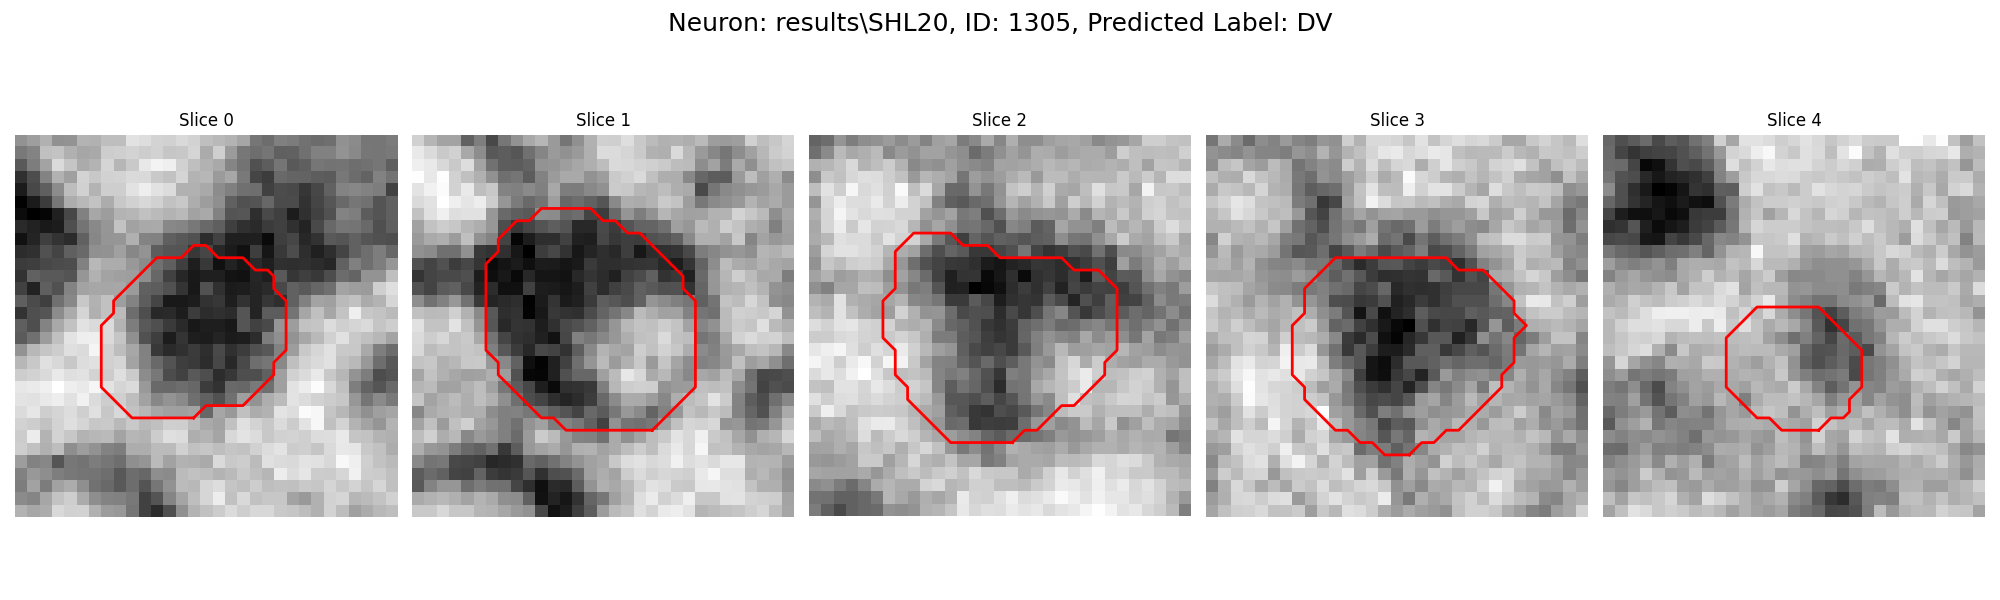 Neuron: results\SHL20, ID: 1305, Predicted Label: DV
Slice 0
Slice 1
Slice 2
Slice 3
Slice 4